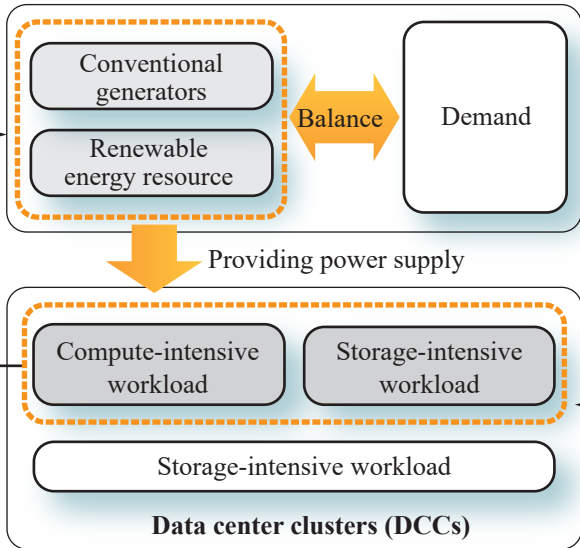 Conventional
generators
Renewable
energy resource
Balance
Demand
Providing power supply
Compute-intensive
workload
Storage-intensive
workload
Storage-intensive workload
Data center clusters (DCCs)